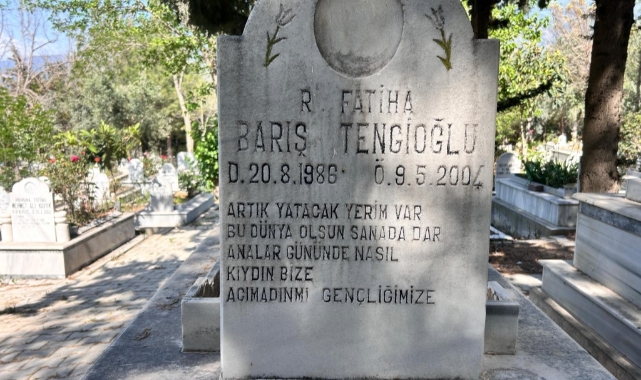 R. FATİHA
BARIŞ TENGİOĞLU
D.20.8.1986 Ö.9.5.2004
ARTIK YATACAK YERİM VAR
BU DÜNYA OLSUN SANADA DAR
ANALAR GÜNÜNDE NASIL
KIYDIN BİZE
ACIMADINMI GENÇLİĞİMİZE